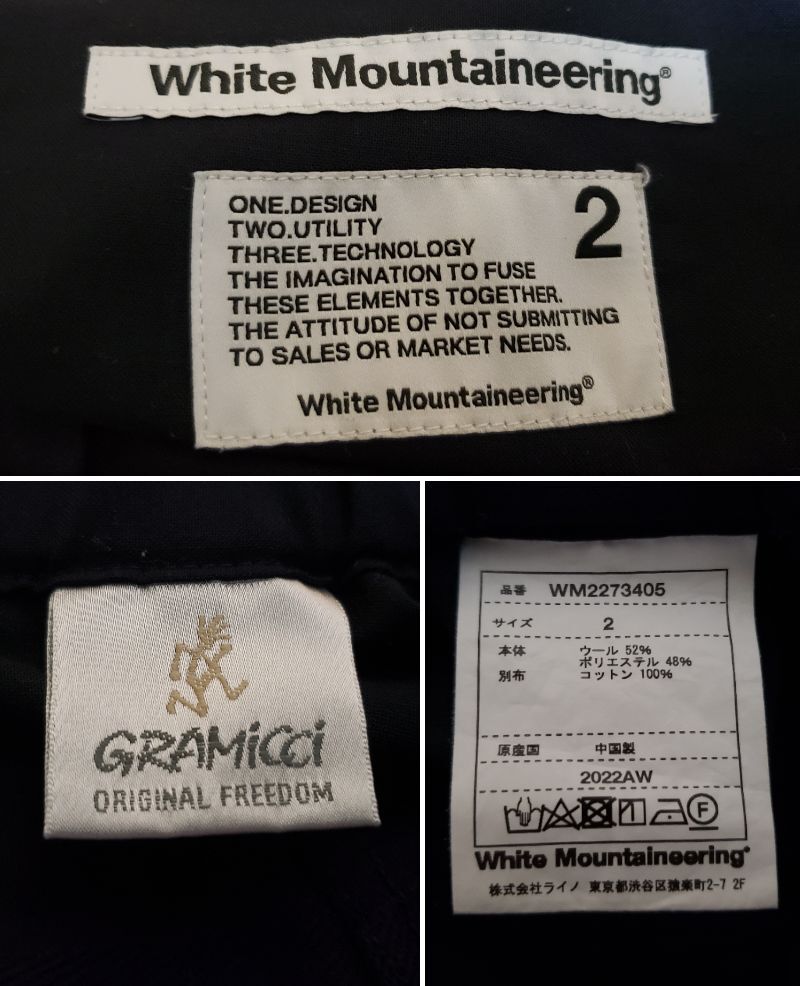 White Mountaineering®
ONE.DESIGN
TWO.UTILITY
THREE.TECHNOLOGY
THE IMAGINATION TO FUSE
THESE ELEMENTS TOGETHER.
THE ATTITUDE OF NOT SUBMITTING
TO SALES OR MARKET NEEDS.
2
White Mountaineering®
GRAMiCCi
ORIGINAL FREEDOM
品番 WM2273405
サイズ 2
本体 ウール 52%
ポリエステル 48%
別布 コットン 100%
原産国 中国製
2022AW
F
White Mountaineering®
株式会社ライノ 東京都渋谷区猿楽町2-7 2F